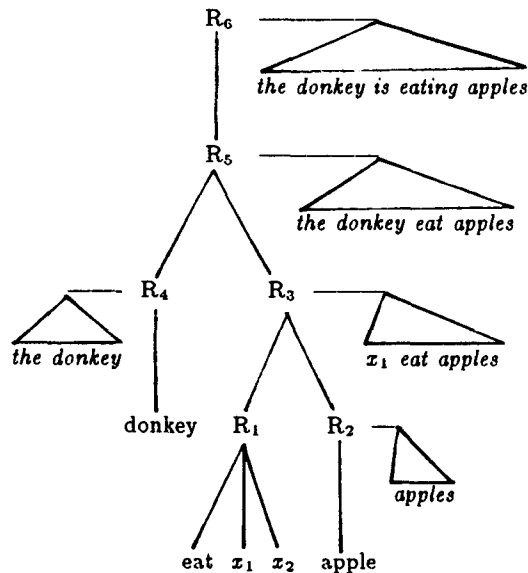 R₆
the donkey is eating apples
R₅
the donkey eat apples
R₄ R₃
the donkey x₁ eat apples
donkey R₁ R₂
apples
eat x₁ x₂ apple